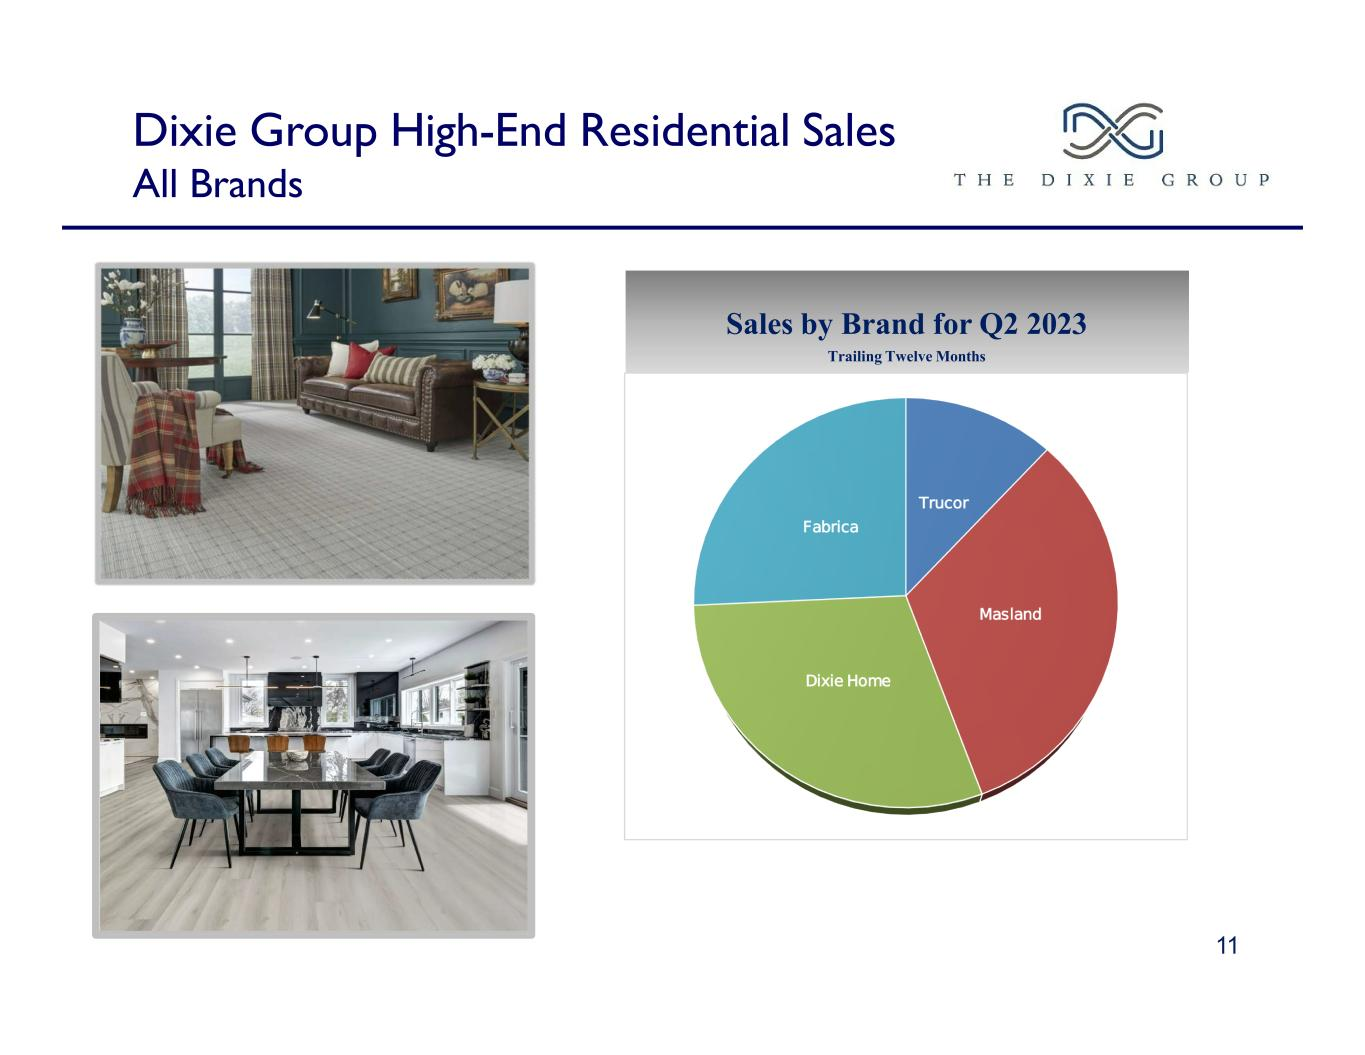 Dixie Group High-End Residential Sales
All Brands
THE DIXIE GROUP
Sales by Brand for Q2 2023
Trailing Twelve Months
Trucor
Fabrica
Masland
Dixie Home
11